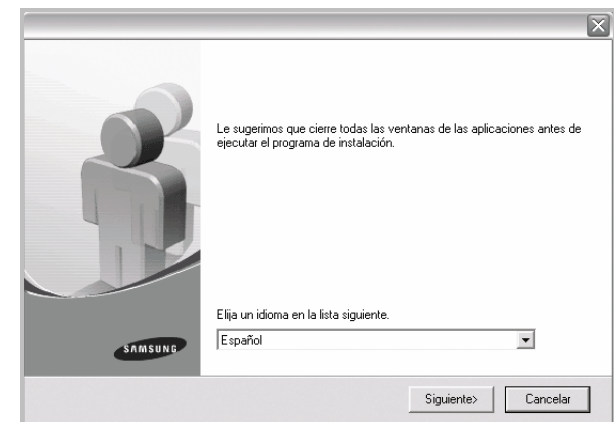 Le sugerimos que cierre todas las ventanas de las aplicaciones antes de
ejecutar el programa de instalación.
Elija un idioma en la lista siguiente.
Español
SAMSUNG
Siguiente>
Cancelar